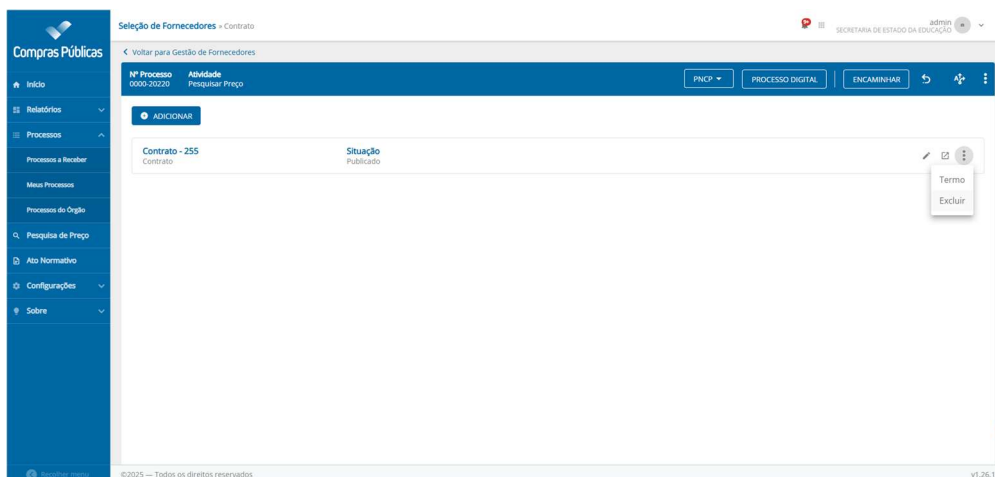 Compras Públicas
Início
Relatórios
Processos
Processos a Receber
Meus Processos
Processos do Órgão
Pesquisa de Preço
Ato Normativo
Configurações
Sobre
Recolher menu
Seleção de Fornecedores » Contrato
9+
admin
SECRETARIA DE ESTADO DA EDUCAÇÃO
Voltar para Gestão de Fornecedores
Nº Processo Atividade
0000-20220 Pesquisar Preço
PNCP PROCESSO DIGITAL ENCAMINHAR
ADICIONAR
Contrato - 255 Situação
Contrato Publicado
Termo
Excluir
©2025 — Todos os direitos reservados v1.26.1